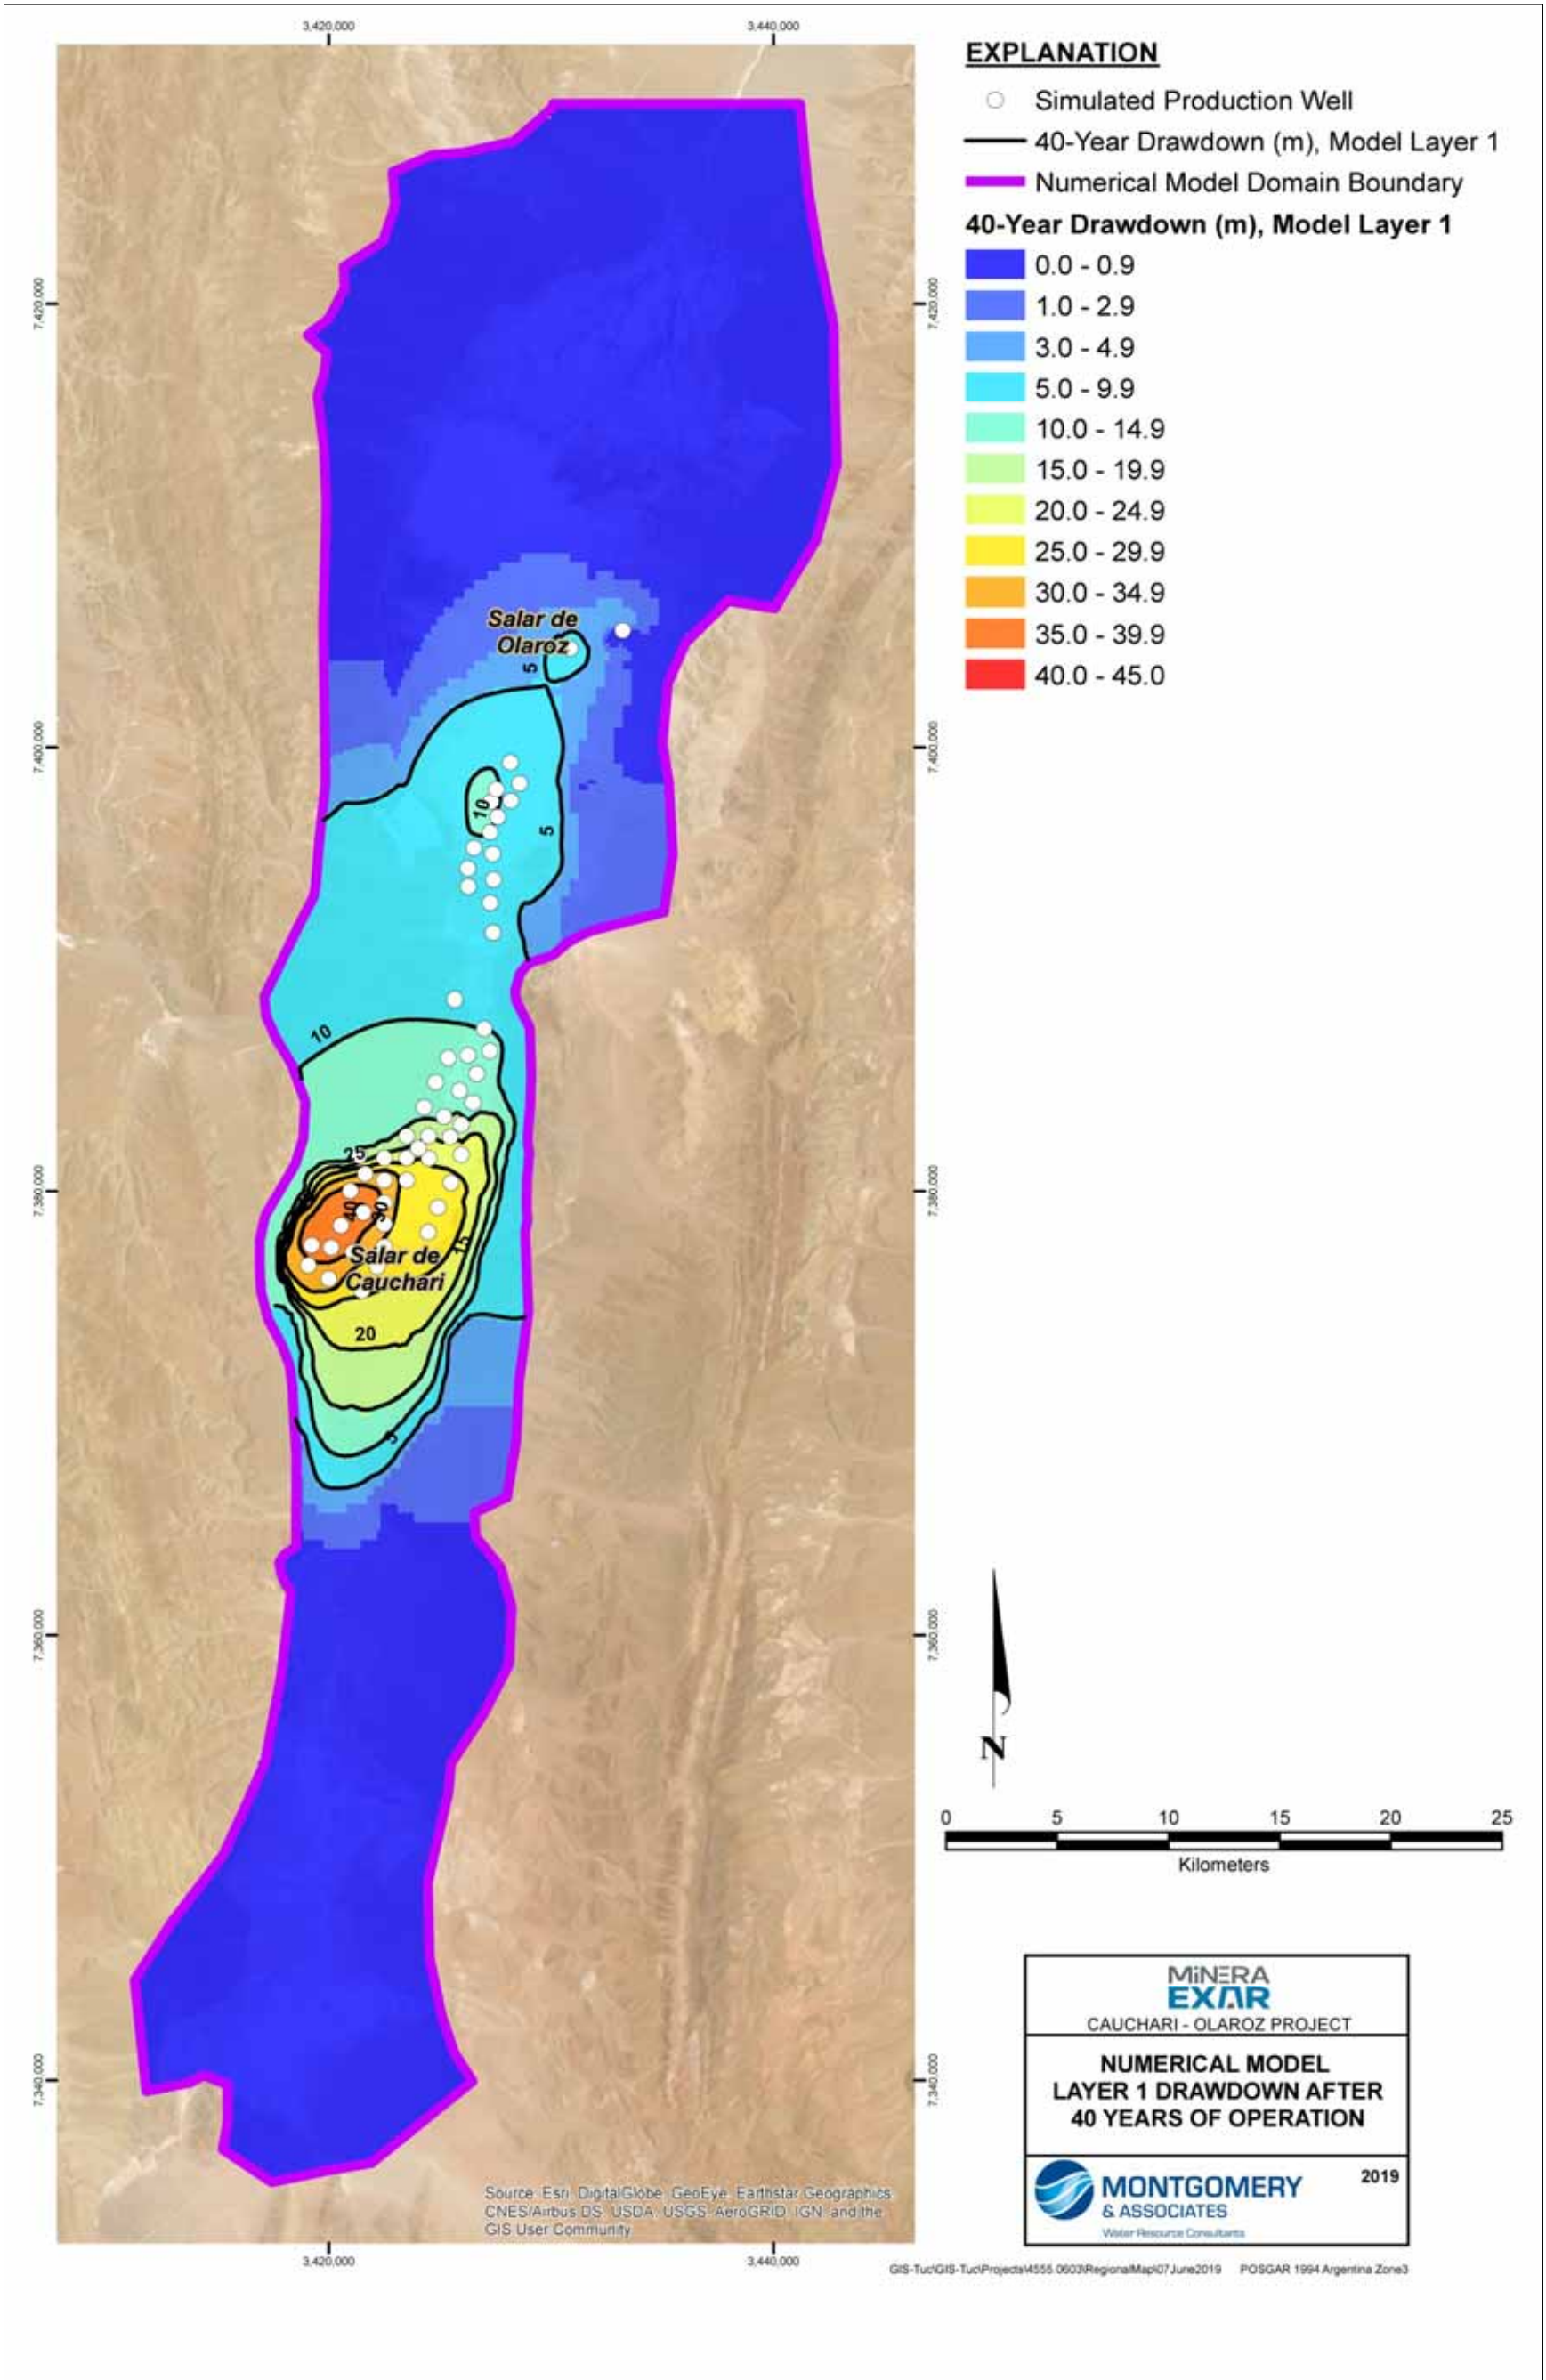 3,420,000
3,440,000
EXPLANATION
Simulated Production Well
40-Year Drawdown (m), Model Layer 1
Numerical Model Domain Boundary
40-Year Drawdown (m), Model Layer 1
0.0 - 0.9
1.0 - 2.9
3.0 - 4.9
5.0 - 9.9
10.0 - 14.9
15.0 - 19.9
20.0 - 24.9
25.0 - 29.9
30.0 - 34.9
35.0 - 39.9
40.0 - 45.0
7,420,000
7,420,000
Salar de
Olaroz
5
7,400,000
7,400,000
10
5
10
25
7,380,000
7,380,000
40
30
15
Salar de
Cauchari
20
5
7,360,000
7,360,000
N
0 5 10 15 20 25
Kilometers
7,340,000
7,340,000
MINERA
EXAR
CAUCHARI - OLAROZ PROJECT
NUMERICAL MODEL
LAYER 1 DRAWDOWN AFTER
40 YEARS OF OPERATION
MONTGOMERY
& ASSOCIATES
Water Resource Consultants
2019
Source: Esri, DigitalGlobe, GeoEye, Earthstar Geographics,
CNES/Airbus DS, USDA, USGS, AeroGRID, IGN, and the
GIS User Community
3,420,000
3,440,000
GIS-Tuc\GIS-Tuc\Projects\4555.0603\RegionalMap\07June2019 POSGAR 1994 Argentina Zone3